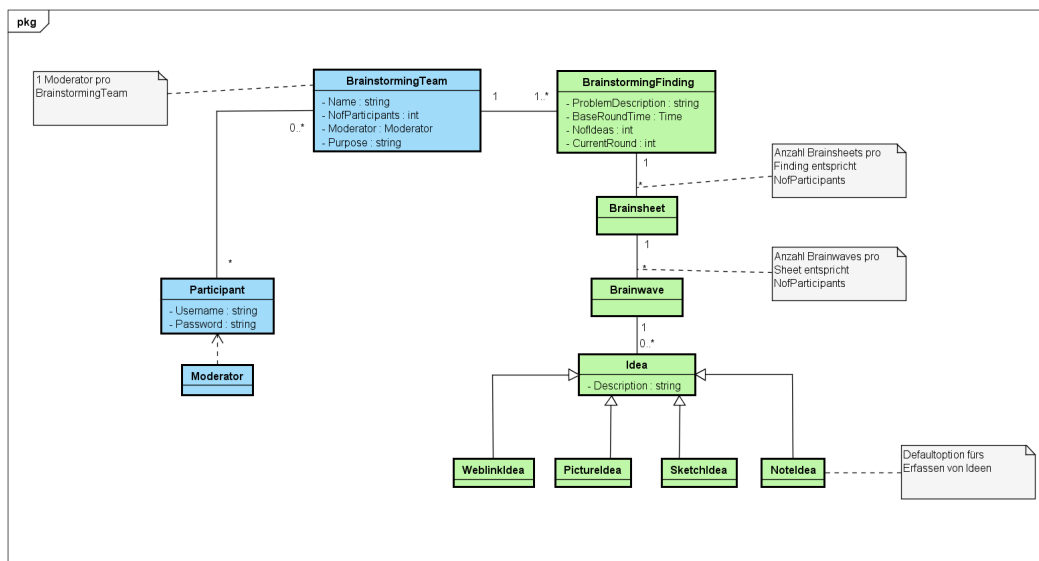 pkg
1 Moderator pro
BrainstormingTeam
BrainstormingTeam
- Name : string
- NofParticipants : int
- Moderator : Moderator
- Purpose : string
1
1..*
BrainstormingFinding
- ProblemDescription : string
- BaseRoundTime : Time
- NofIdeas : int
- CurrentRound : int
0..*
*
Participant
- Username : string
- Password : string
Moderator
1
*
Anzahl Brainsheets pro
Finding entspricht
NofParticipants
Brainsheet
1
*
Anzahl Brainwaves pro
Sheet entspricht
NofParticipants
Brainwave
1
0..*
Idea
- Description : string
WeblinkIdea
PictureIdea
SketchIdea
NoteIdea
Defaultoption fürs
Erfassen von Ideen